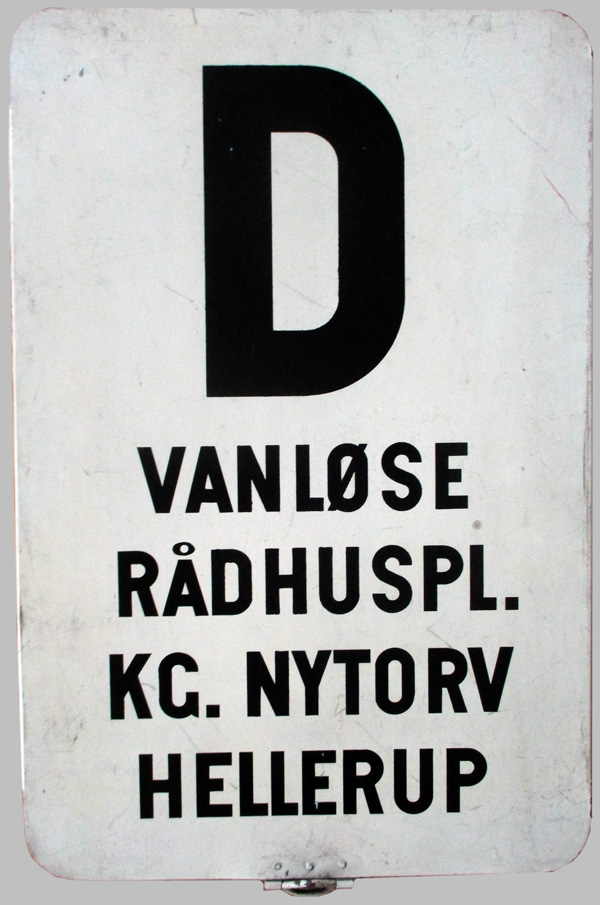 D
VANLØSE
RÅDHUSPL.
KG. NYTORV
HELLERUP